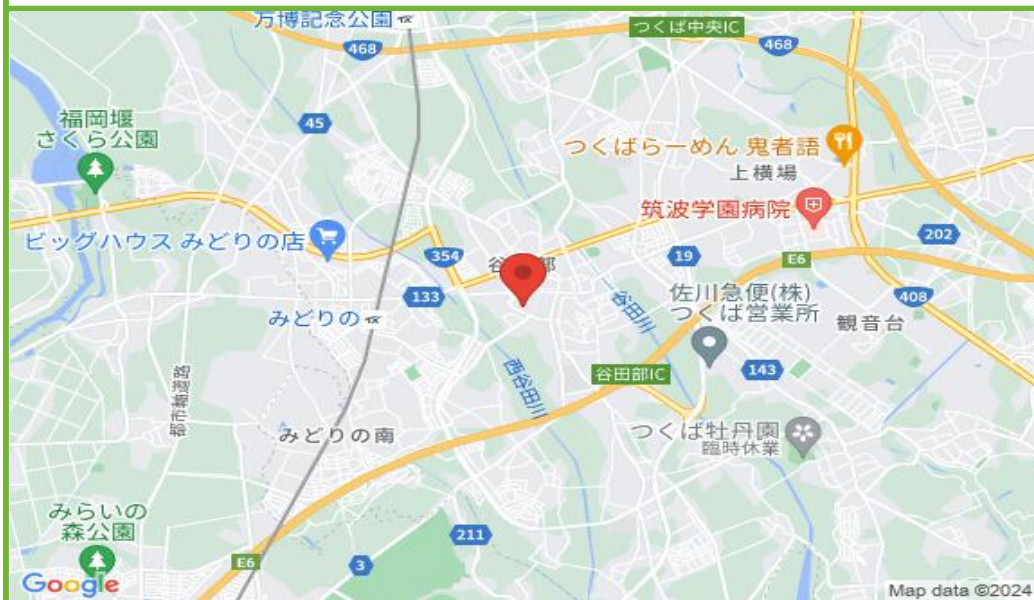 万博記念公園
468
つくば中央IC
468
福岡堰
さくら公園
45
つくばらーめん 鬼者語
上横場
筑波学園病院
ビッグハウス みどりの店
354
19
202
E6
133
佐川急便(株)
つくば営業所
408
みどりの
谷田川
観音台
谷田部IC
143
西谷田川
都市軸道路
みどりの南
つくば牡丹園
臨時休業
みらいの
森公園
211
E6
3
Google
Map data ©2024